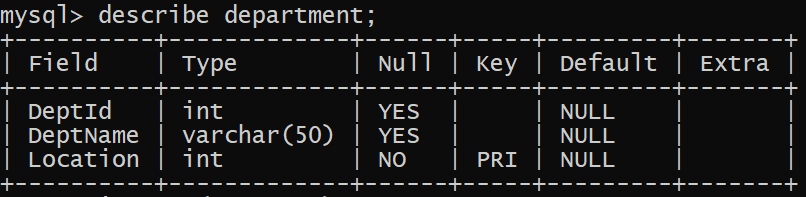 mysql> describe department;
+----------+-------------+------+-----+---------+-------+
| Field    | Type        | Null | Key | Default | Extra |
+----------+-------------+------+-----+---------+-------+
| DeptId   | int         | YES  |     | NULL    |       |
| DeptName | varchar(50) | YES  |     | NULL    |       |
| Location | int         | NO   | PRI | NULL    |       |
+----------+-------------+------+-----+---------+-------+